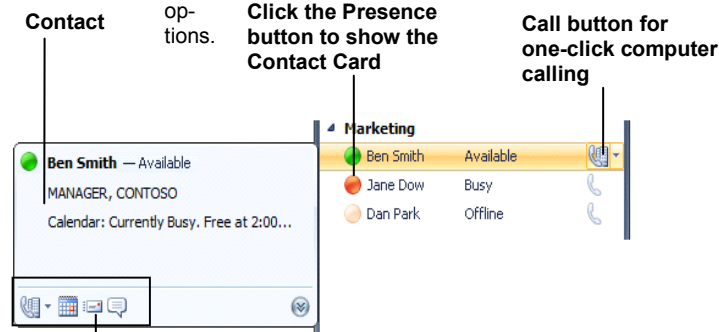 Contact
op-
tions.
Click the Presence
button to show the
Contact Card
Call button for
one-click computer
calling
Marketing
Ben Smith Available
Jane Dow Busy
Dan Park Offline
Ben Smith — Available
MANAGER, CONTOSO
Calendar: Currently Busy. Free at 2:00...